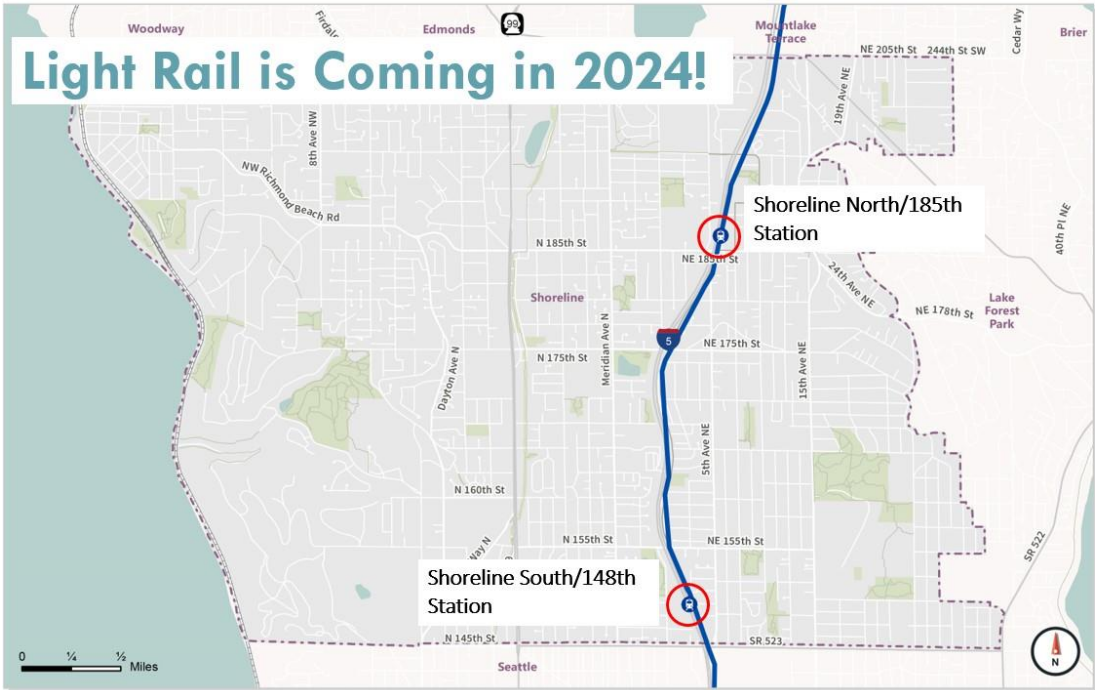 Woodway
Edmonds
99
Mountlake
Terrace
Cedar Wy
Brier
NE 205th St
244th St SW
Light Rail is Coming in 2024!
19th Ave NE
8th Ave NW
NW Richmond Beach Rd
Shoreline North/185th
Station
N 185th St
NE 185th St
40th Pl NE
24th Ave NE
Shoreline
Lake
Forest
Park
NE 178th St
Meridian Ave N
5
NE 175th St
N 175th St
15th Ave NE
Dayton Ave N
5th Ave NE
N 160th St
N 155th St
NE 155th St
SR 522
Shoreline South/148th
Station
N 145th St
SR 523
0 ¼ ½ Miles
Seattle
N